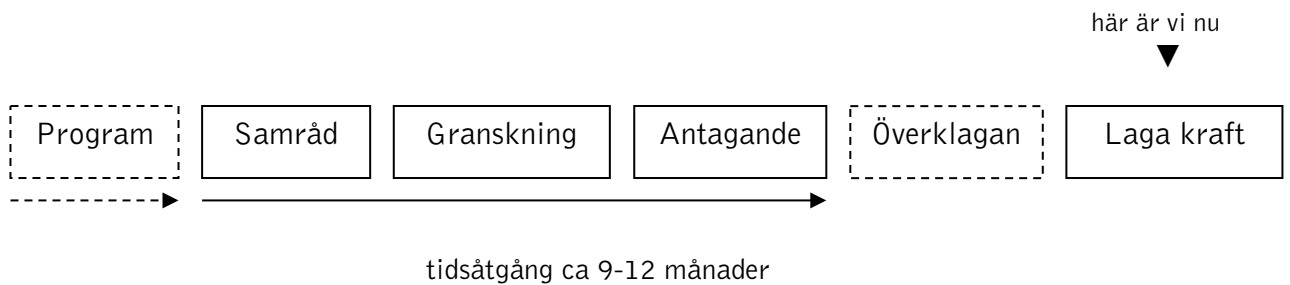 här är vi nu
Program Samråd Granskning Antagande Överklagan Laga kraft
tidsåtgång ca 9-12 månader